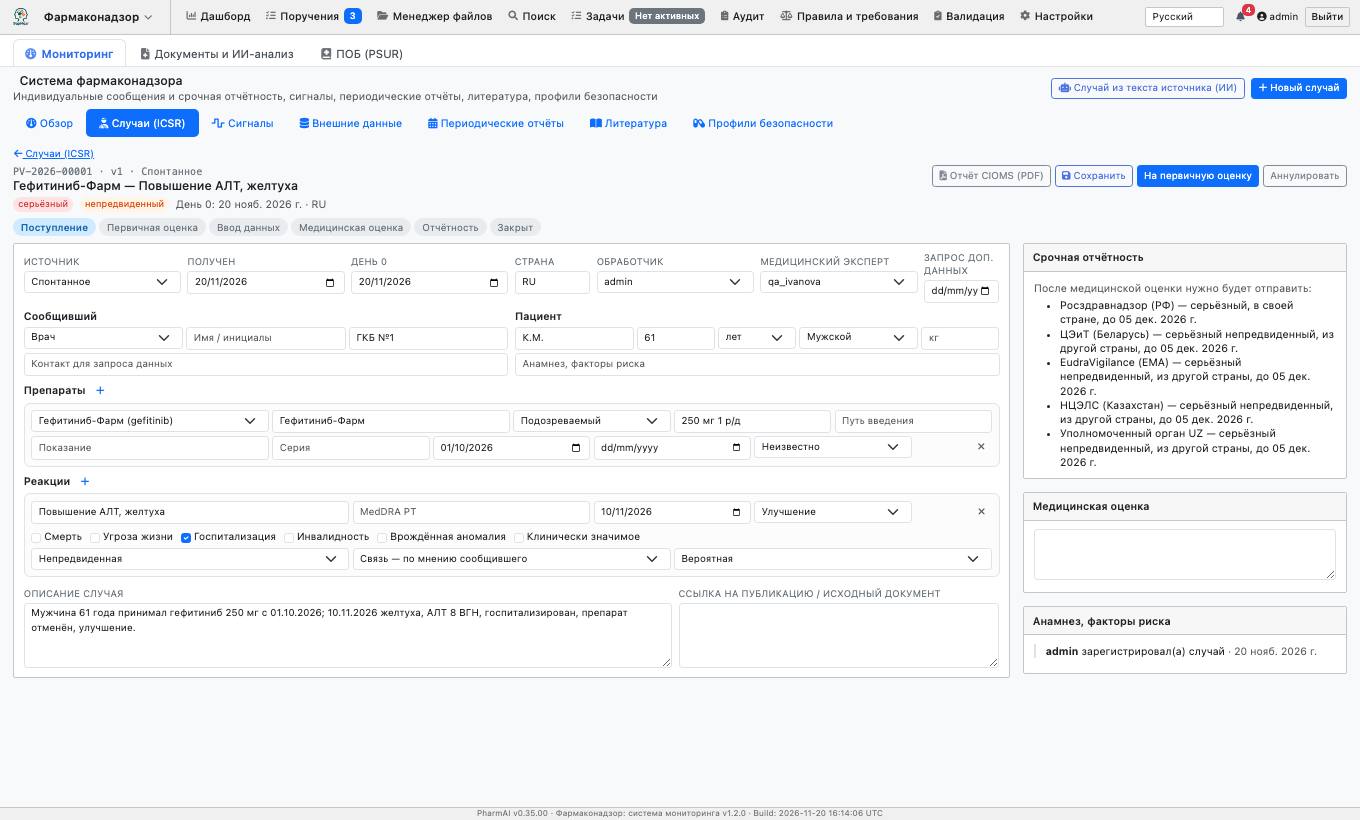 Фармаконадзор
Дашборд
Поручения 3
Менеджер файлов
Поиск
Задачи Нет активных
Аудит
Правила и требования
Валидация
Настройки
Русский
4
admin
Выйти
Мониторинг
Документы и ИИ-анализ
ПОБ (PSUR)
Система фармаконадзора
Индивидуальные сообщения и срочная отчётность, сигналы, периодические отчёты, литература, профили безопасности
Случай из текста источника (ИИ)
+ Новый случай
Обзор
Случаи (ICSR)
Сигналы
Внешние данные
Периодические отчёты
Литература
Профили безопасности
← Случаи (ICSR)
PV-2026-00001 · v1 · Спонтанное
Гефитиниб-Фарм — Повышение АЛТ, желтуха
серьёзный непредвиденный День 0: 20 нояб. 2026 г. · RU
Отчёт CIOMS (PDF)
Сохранить
На первичную оценку
Аннулировать
Поступление
Первичная оценка
Ввод данных
Медицинская оценка
Отчётность
Закрыт
ИСТОЧНИК
Спонтанное
ПОЛУЧЕН
20/11/2026
ДЕНЬ 0
20/11/2026
СТРАНА
RU
ОБРАБОТЧИК
admin
МЕДИЦИНСКИЙ ЭКСПЕРТ
qa_ivanova
ЗАПРОС ДОП.
ДАННЫХ
dd/mm/yy
Сообщивший
Врач
Имя / инициалы
ГКБ №1
Контакт для запроса данных
Пациент
К.М.
61
лет
Мужской
кг
Анамнез, факторы риска
Препараты +
Гефитиниб-Фарм (gefitinib)
Гефитиниб-Фарм
Подозреваемый
250 мг 1 р/д
Путь введения
Показание
Серия
01/10/2026
dd/mm/yyyy
Неизвестно
×
Реакции +
Повышение АЛТ, желтуха
MedDRA PT
10/11/2026
Улучшение
×
Смерть
Угроза жизни
Госпитализация
Инвалидность
Врождённая аномалия
Клинически значимое
Непредвиденная
Связь — по мнению сообщившего
Вероятная
ОПИСАНИЕ СЛУЧАЯ
Мужчина 61 года принимал гефитиниб 250 мг с 01.10.2026; 10.11.2026 желтуха, АЛТ 8 ВГН, госпитализирован, препарат
отменён, улучшение.
ССЫЛКА НА ПУБЛИКАЦИЮ / ИСХОДНЫЙ ДОКУМЕНТ
Срочная отчётность
После медицинской оценки нужно будет отправить:
• Росздравнадзор (РФ) — серьёзный, в своей
стране, до 05 дек. 2026 г.
• ЦЭиТ (Беларусь) — серьёзный непредвиденный, из
другой страны, до 05 дек. 2026 г.
• EudraVigilance (EMA) — серьёзный
непредвиденный, из другой страны, до 05 дек.
2026 г.
• НЦЭЛС (Казахстан) — серьёзный непредвиденный,
из другой страны, до 05 дек. 2026 г.
• Уполномоченный орган UZ — серьёзный
непредвиденный, из другой страны, до 05 дек.
2026 г.
Медицинская оценка
Анамнез, факторы риска
admin зарегистрировал(а) случай · 20 нояб. 2026 г.
PharmAI v0.35.00 · Фармаконадзор: система мониторинга v1.2.0 · Build: 2026-11-20 16:14:06 UTC